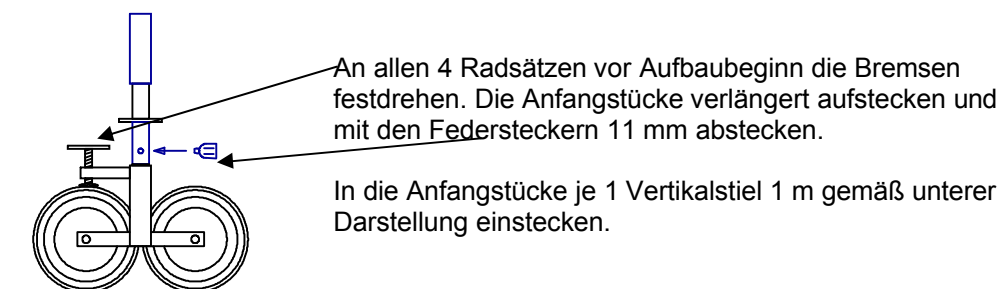 An allen 4 Radsätzen vor Aufbaubeginn die Bremsen
festdrehen. Die Anfangstücke verlängert aufstecken und
mit den Federsteckern 11 mm abstecken.
In die Anfangstücke je 1 Vertikalstiel 1 m gemäß unterer
Darstellung einstecken.